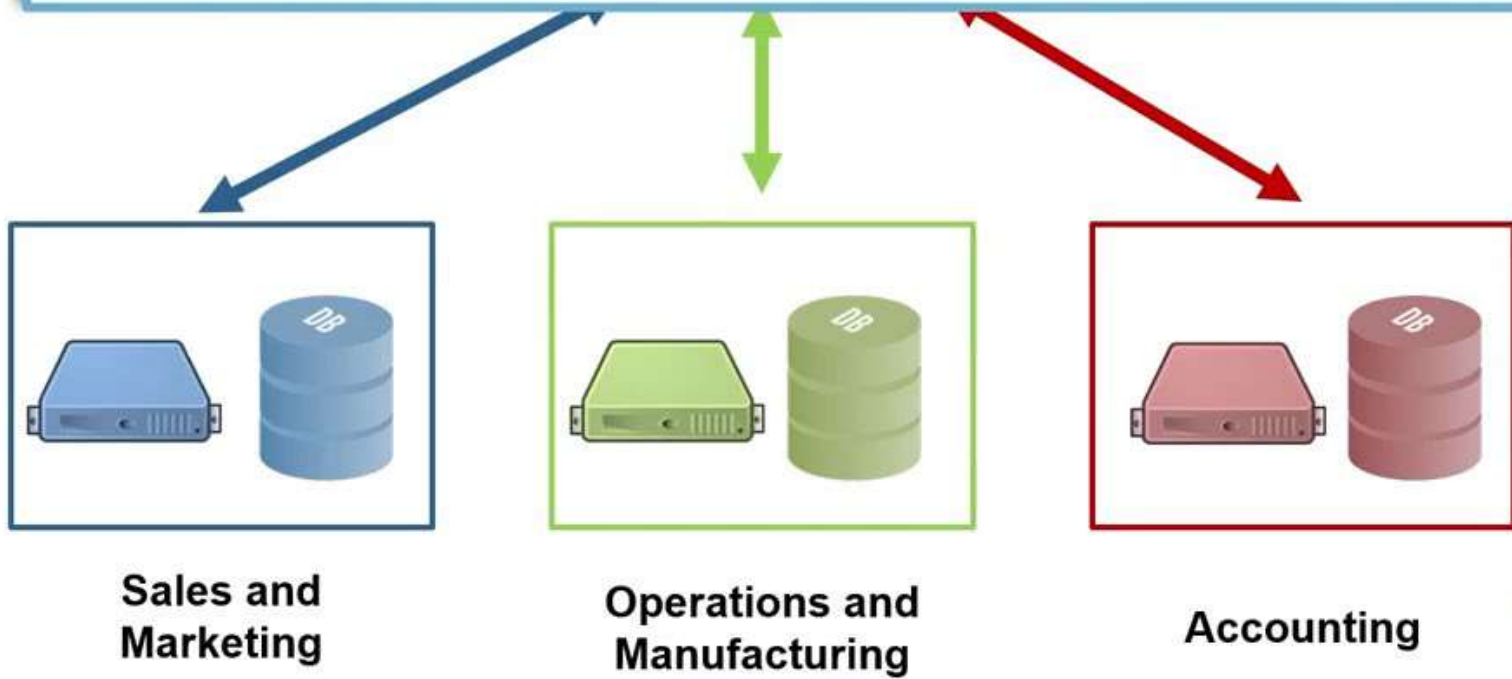 DB
DB
DB
Sales and
Marketing
Operations and
Manufacturing
Accounting